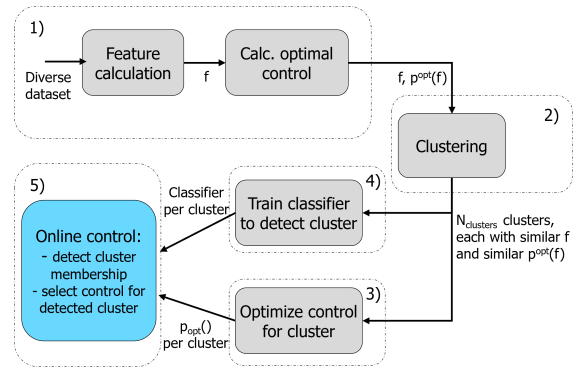 1)
Diverse
dataset
Feature
calculation
f
Calc. optimal
control
f, p^opt(f)
2)
Clustering
N_clusters clusters,
each with similar f
and similar p^opt(f)
4)
Train classifier
to detect cluster
Classifier
per cluster
3)
Optimize control
for cluster
p_opt()
per cluster
5)
Online control:
- detect cluster
membership
- select control for
detected cluster